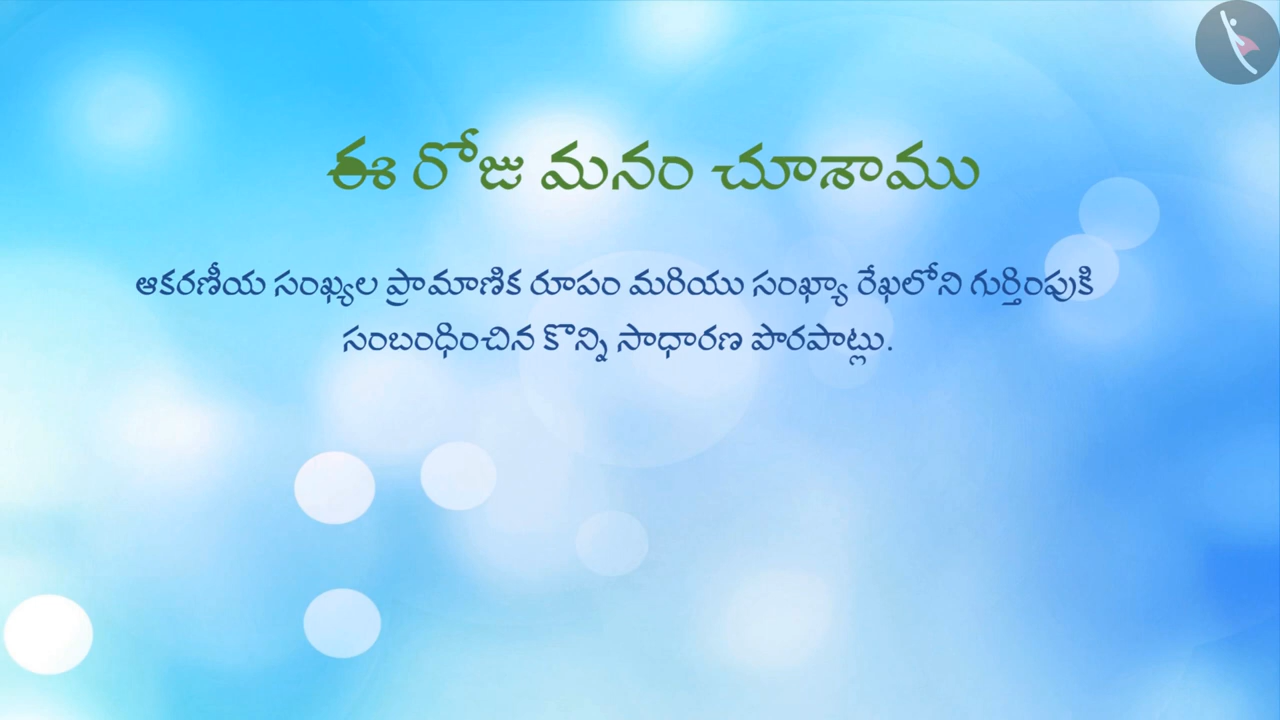 ఈ రోజు మనం చూశాము
ఆకరణీయ సంఖ్యల ప్రామాణిక రూపం మరియు సంఖ్యా రేఖలోని గుర్తింపుకి
సంబంధించిన కొన్ని సాధారణ పొరపాట్లు.